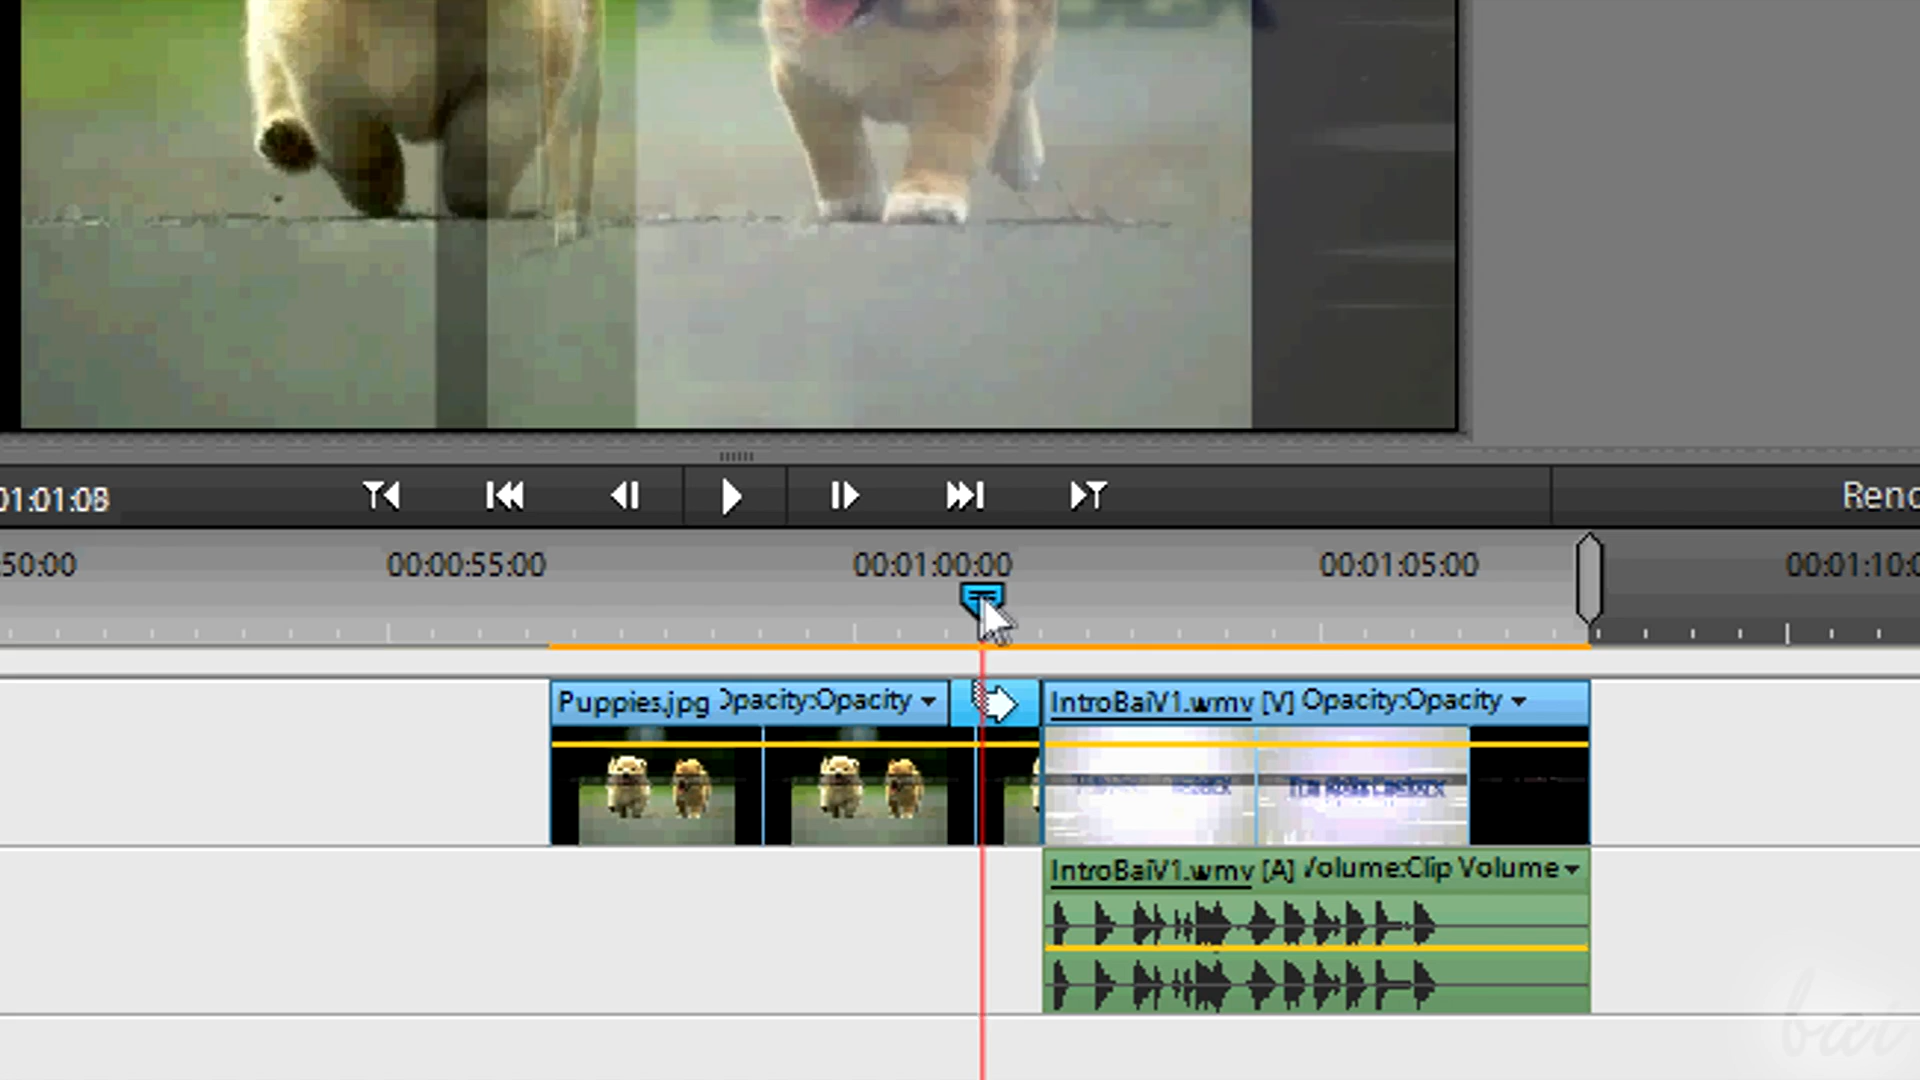 01:01:08
Rend
50:00 00:00:55:00 00:01:00:00 00:01:05:00 00:01:10:0
Puppies.jpg Opacity:Opacity
IntroBaiV1.wmv [V] Opacity:Opacity
IntroBaiV1.wmv [A] Volume:Clip Volume
bai